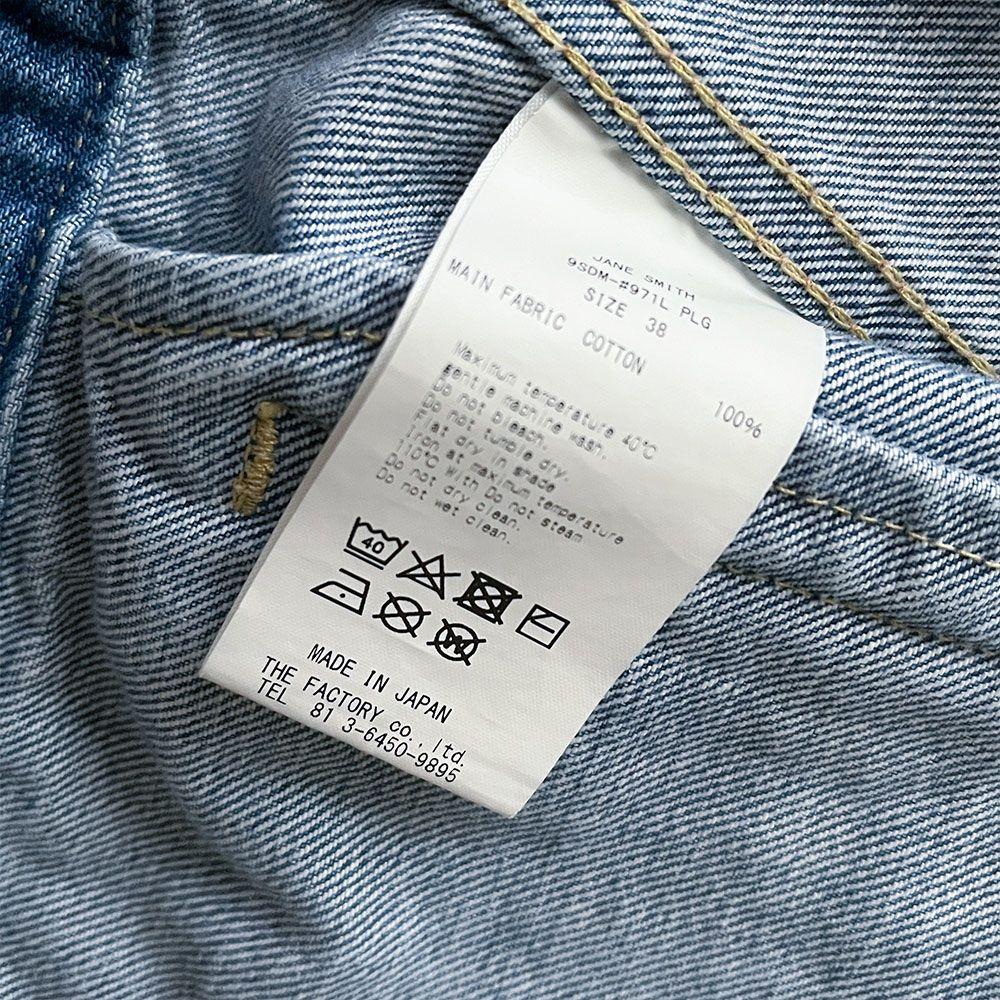 JANE SMITH
9SDM-#971L PLG
SIZE 38
MAIN FABRIC COTTON 100%
Maximum temperature 40°C
gentle machine wash.
Do not bleach.
Do not tumble dry.
Flat dry in shade
Iron at maximum temperature
110°C With Do not steam
Do not dry clean.
Do not wet clean.
40
W
MADE IN JAPAN
THE FACTORY co.,ltd.
TEL 81 3-6450-9895